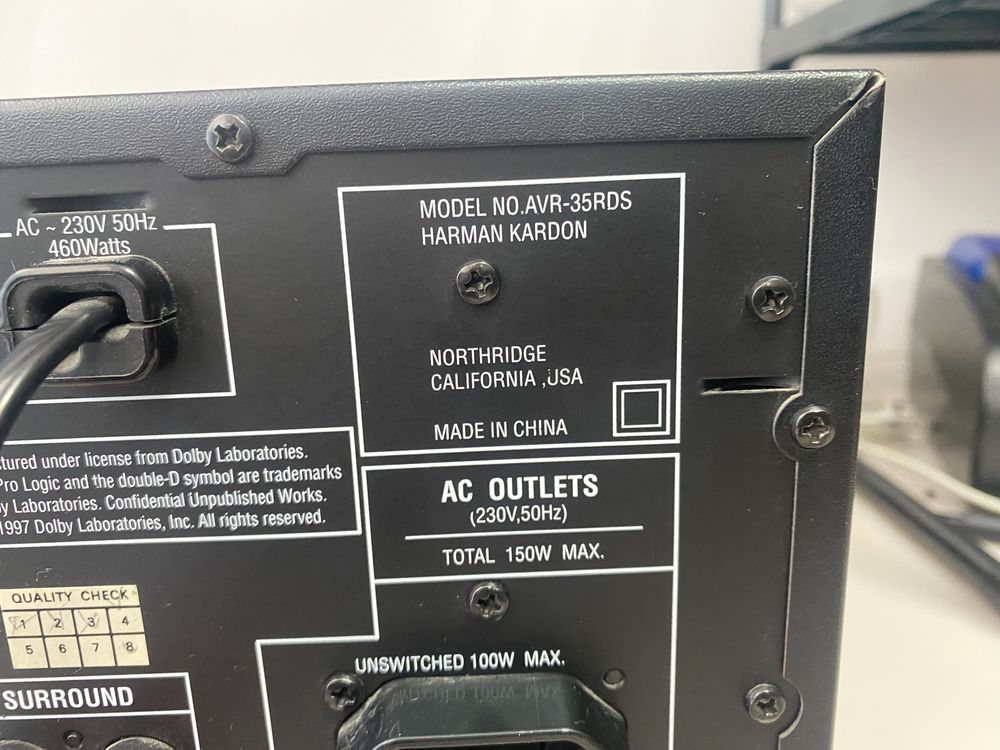 AC ~ 230V 50Hz
460Watts
MODEL NO.AVR-35RDS
HARMAN KARDON
NORTHRIDGE
CALIFORNIA ,USA
MADE IN CHINA
under license from Dolby Laboratories.
Pro Logic and the double-D symbol are trademarks
Laboratories. Confidential Unpublished Works.
1997 Dolby Laboratories, Inc. All rights reserved.
AC OUTLETS
(230V,50Hz)
TOTAL 150W MAX.
QUALITY CHECK
1 2 3 4
5 6 7 8
UNSWITCHED 100W MAX.
SURROUND